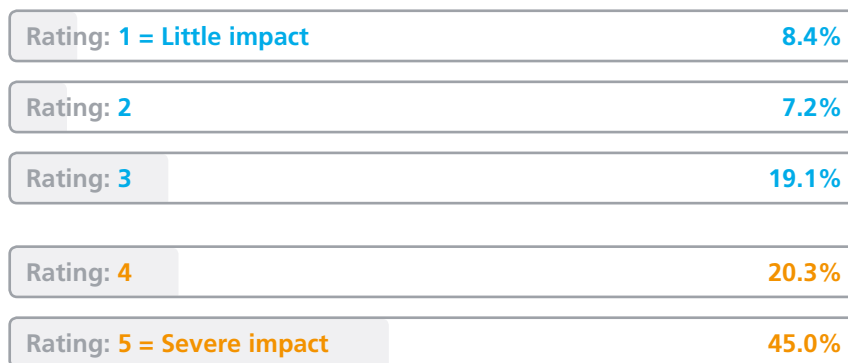 Rating: 1 = Little impact 8.4%
Rating: 2 7.2%
Rating: 3 19.1%
Rating: 4 20.3%
Rating: 5 = Severe impact 45.0%